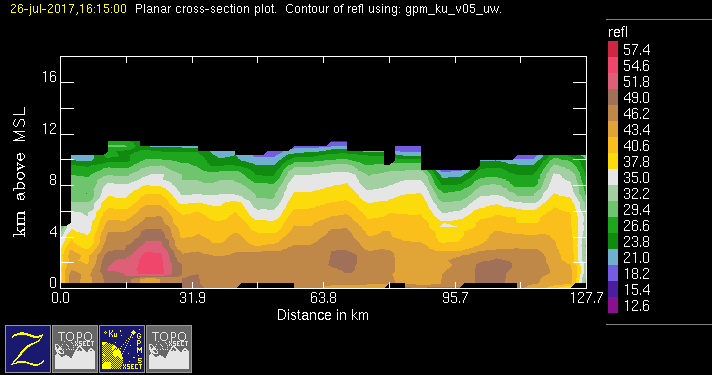 26-jul-2017,16:15:00 Planar cross-section plot. Contour of refl using: gpm_ku_v05_uw.
refl
57.4
54.6
51.8
49.0
46.2
43.4
40.6
37.8
35.0
32.2
29.4
26.6
23.8
21.0
18.2
15.4
12.6
km above MSL
16
12
8
4
0
0.0 31.9 63.8 95.7 127.7
Distance in km
Z
TOPO XSECT
Ku GPM XSECT
TOPO XSECT